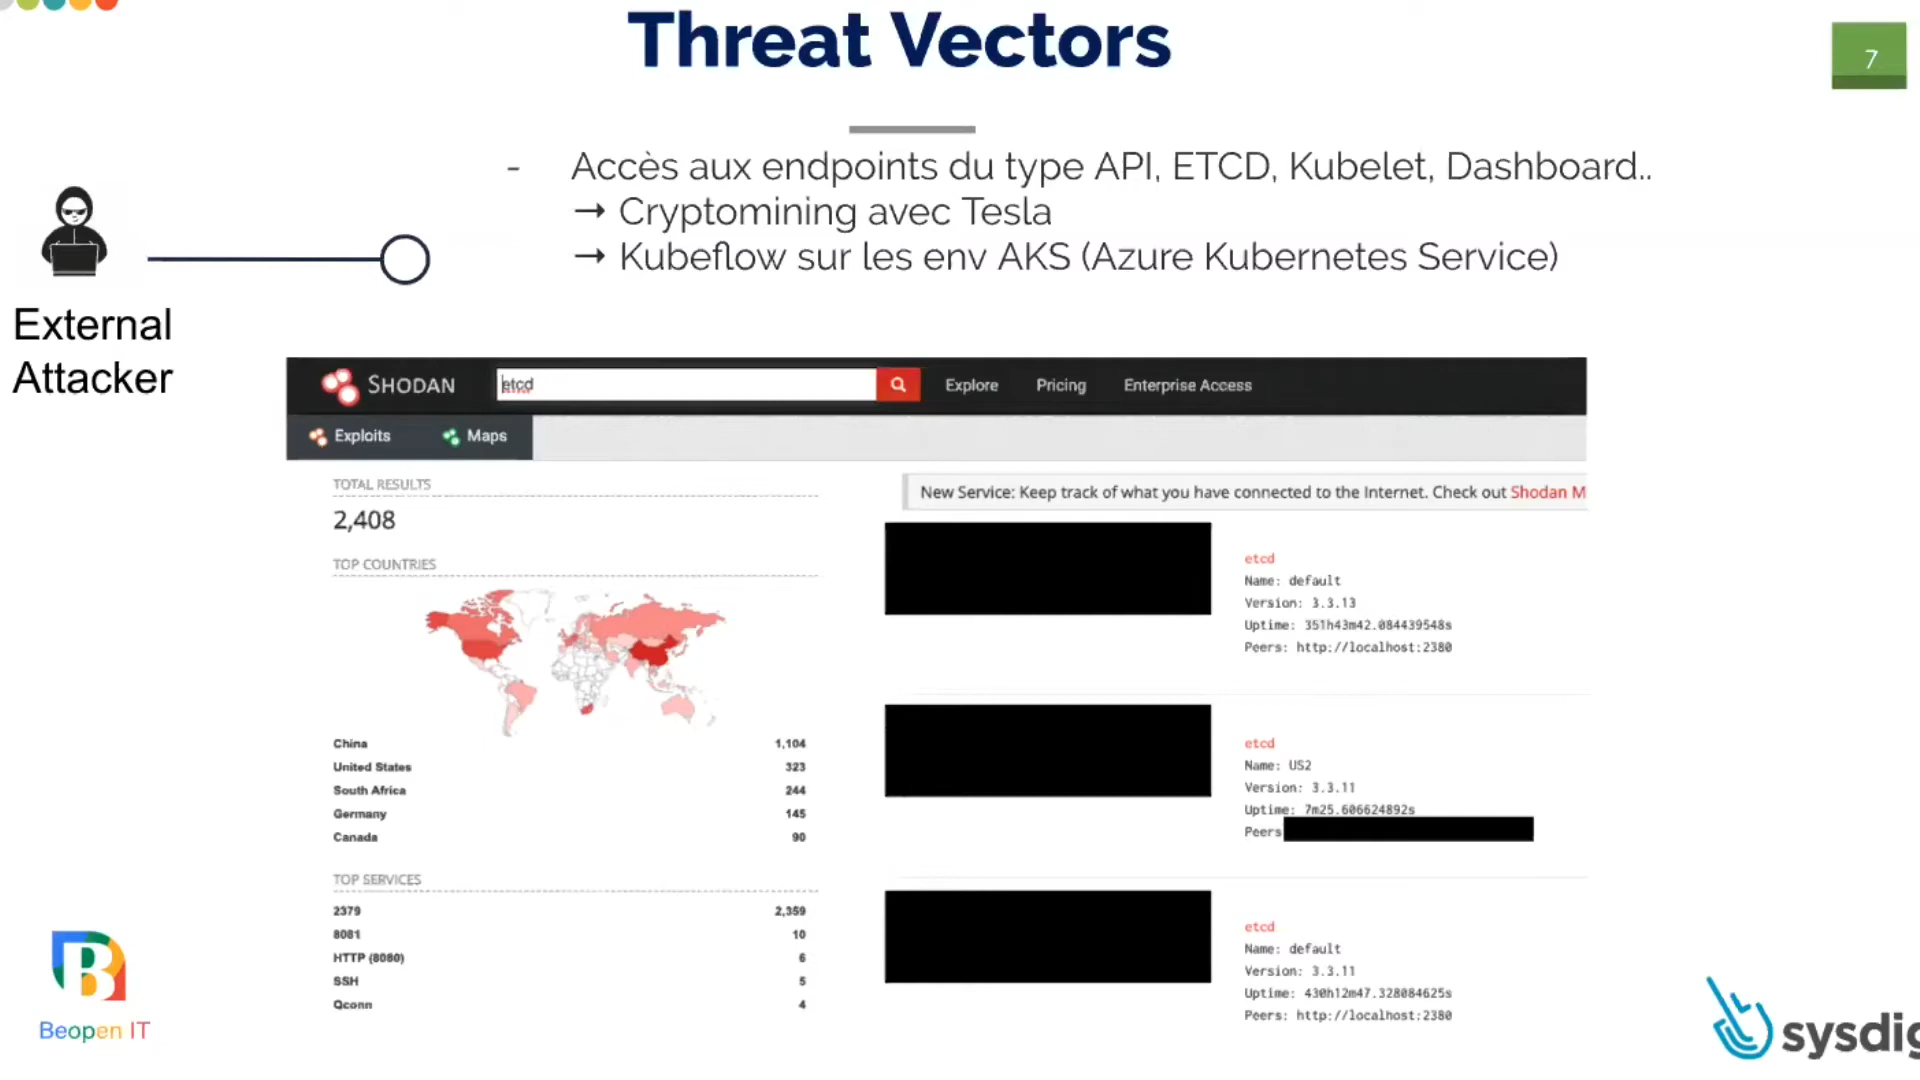 Threat Vectors
7
- Accès aux endpoints du type API, ETCD, Kubelet, Dashboard..
→ Cryptomining avec Tesla
→ Kubeflow sur les env AKS (Azure Kubernetes Service)
External
Attacker
SHODAN
etcd
Explore
Pricing
Enterprise Access
Exploits
Maps
TOTAL RESULTS
2,408
TOP COUNTRIES
China 1,104
United States 323
South Africa 244
Germany 145
Canada 90
TOP SERVICES
2379 2,359
8081 10
HTTP (8080) 6
SSH 5
Qconn 4
New Service: Keep track of what you have connected to the Internet. Check out Shodan M
etcd
Name: default
Version: 3.3.13
Uptime: 351h43m42.084439548s
Peers: http://localhost:2380
etcd
Name: US2
Version: 3.3.11
Uptime: 7m25.606624892s
Peers
etcd
Name: default
Version: 3.3.11
Uptime: 430h12m47.328084625s
Peers: http://localhost:2380
B
Beopen IT
sysdig